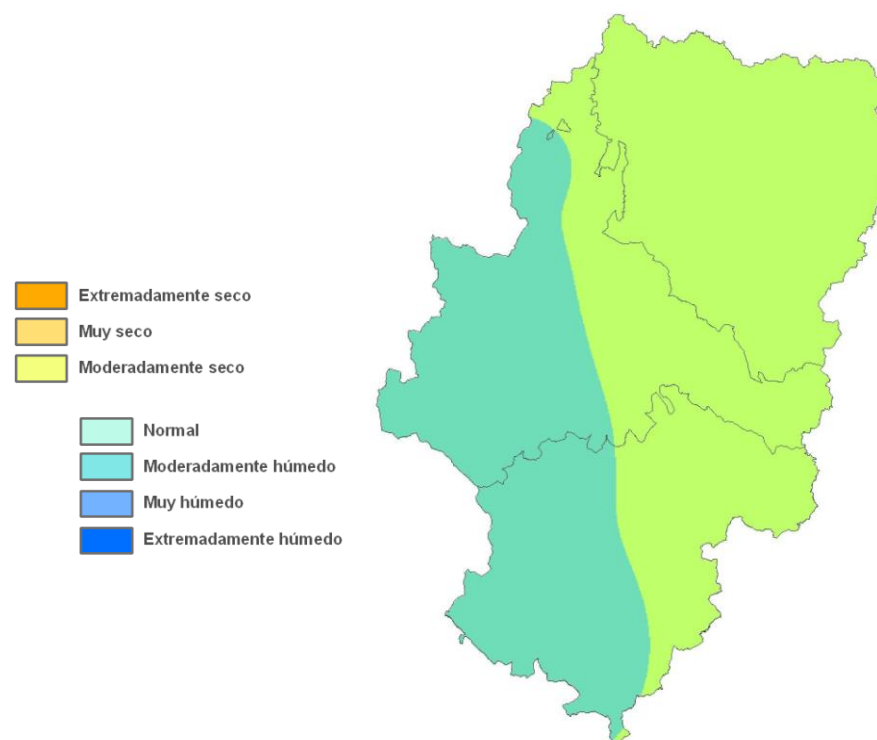 Extremadamente seco
Muy seco
Moderadamente seco
Normal
Moderadamente húmedo
Muy húmedo
Extremadamente húmedo